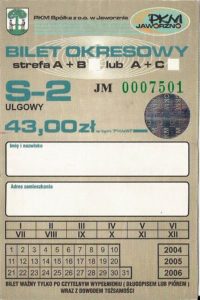 PKM Spółka z o.o. w Jaworznie
PKM
JAWORZNO
BILET OKRESOWY
strefa A+B lub A+C
S-2
JM 0007501
ULGOWY
43,00zł
w tym 7%VAT
Imię i nazwisko
Adres zamieszkania
I II III IV V VI
VII VIII IX X XI XII
1 2 3 4 5 6 7 8 9 10 2004
11 12 13 14 15 16 17 18 19 20 2005
21 22 23 24 25 26 27 28 29 30 31 2006
BILET WAŻNY TYLKO PO CZYTELNYM WYPEŁNIENIU ( DŁUGOPISEM LUB PIÓREM )
WRAZ Z DOWODEM TOŻSAMOŚCI